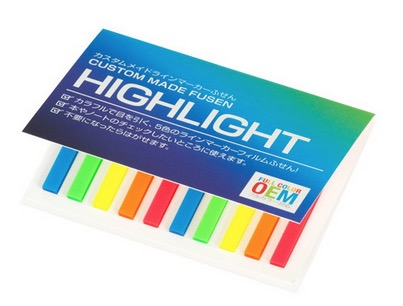 カスタムメイドラインマーカーふせん
CUSTOM MADE FUSEN
HIGHLIGHT
カラフルで目を引く、5色のラインマーカーフィルムふせん!
本やノートのチェックしたいところに使えます。
不要になったらはがせます。
FULL COLOR
OEM